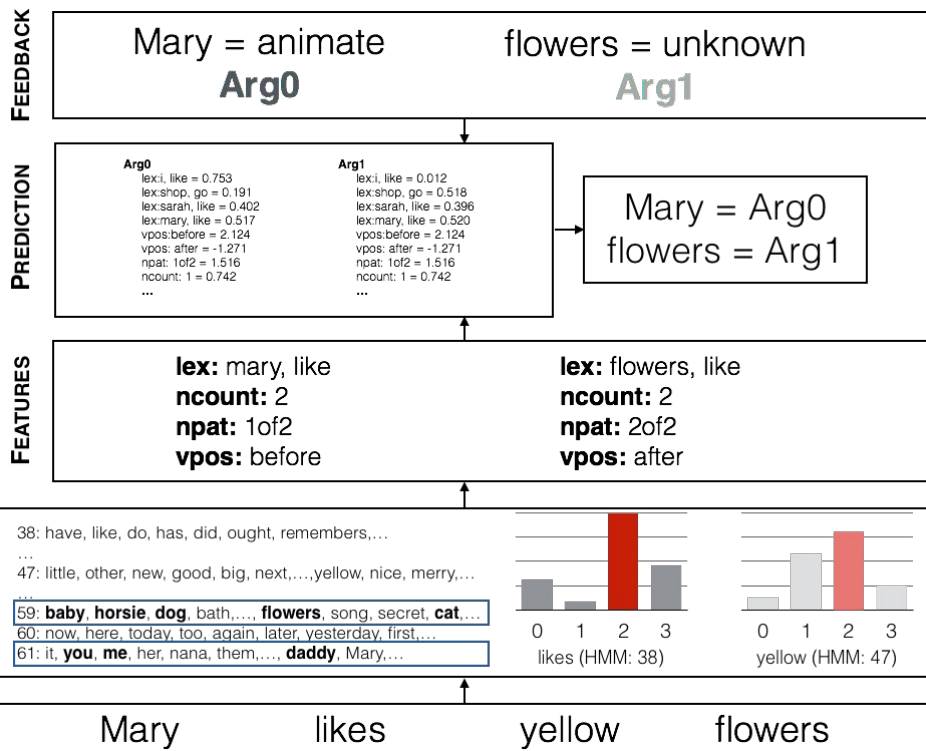 FEEDBACK
Mary = animate
Arg0
flowers = unknown
Arg1
PREDICTION
Arg0
lex:i, like = 0.753
lex:shop, go = 0.191
lex:sarah, like = 0.402
lex:mary, like = 0.517
vpos:before = 2.124
vpos: after = -1.271
npat: 1of2 = 1.516
ncount: 1 = 0.742
...
Arg1
lex:i, like = 0.012
lex:shop, go = 0.518
lex:sarah, like = 0.396
lex:mary, like = 0.520
vpos:before = 2.124
vpos: after = -1.271
npat: 1of2 = 1.516
ncount: 1 = 0.742
...
Mary = Arg0
flowers = Arg1
FEATURES
lex: mary, like
ncount: 2
npat: 1of2
vpos: before
lex: flowers, like
ncount: 2
npat: 2of2
vpos: after
38: have, like, do, has, did, ought, remembers,...
...
47: little, other, new, good, big, next,...,yellow, nice, merry,...
...
59: baby, horsie, dog, bath,..., flowers, song, secret, cat,...
60: now, here, today, too, again, later, yesterday, first,...
61: it, you, me, her, nana, them,..., daddy, Mary,...
0 1 2 3
likes (HMM: 38)
0 1 2 3
yellow (HMM: 47)
Mary likes yellow flowers